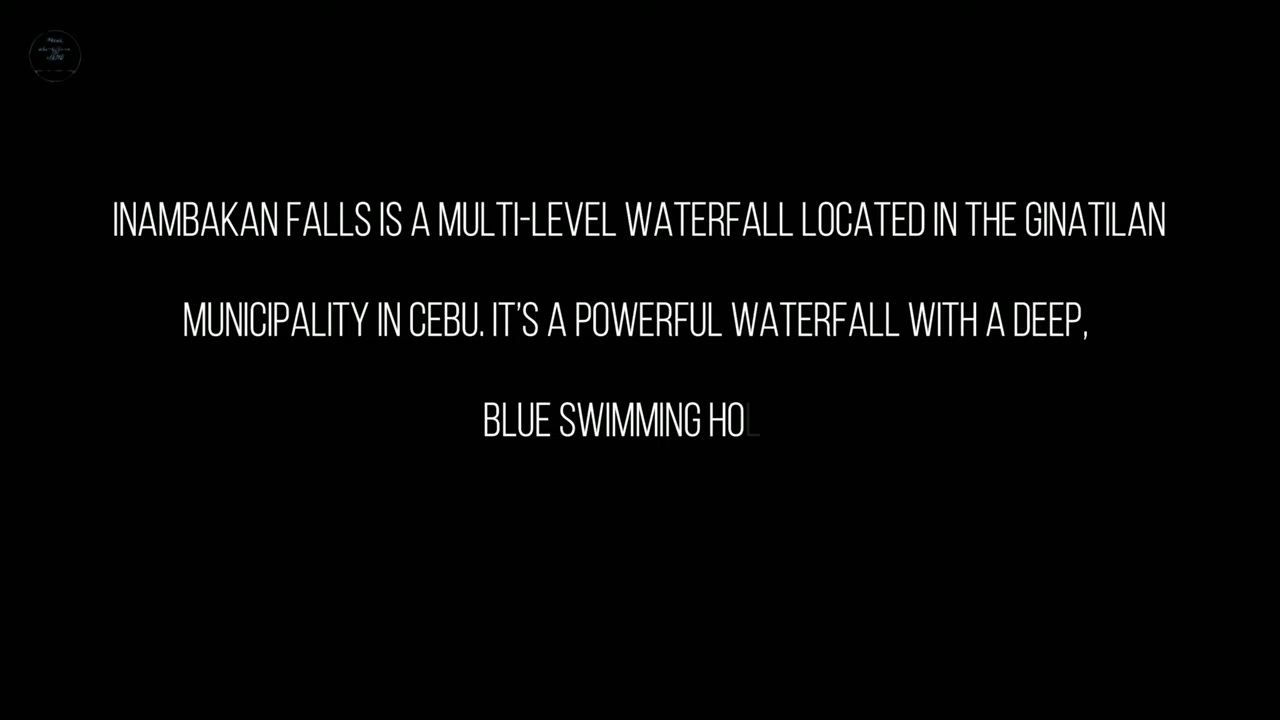 INAMBAKAN FALLS IS A MULTI-LEVEL WATERFALL LOCATED IN THE GINATILAN
MUNICIPALITY IN CEBU. IT'S A POWERFUL WATERFALL WITH A DEEP,
BLUE SWIMMING HOL